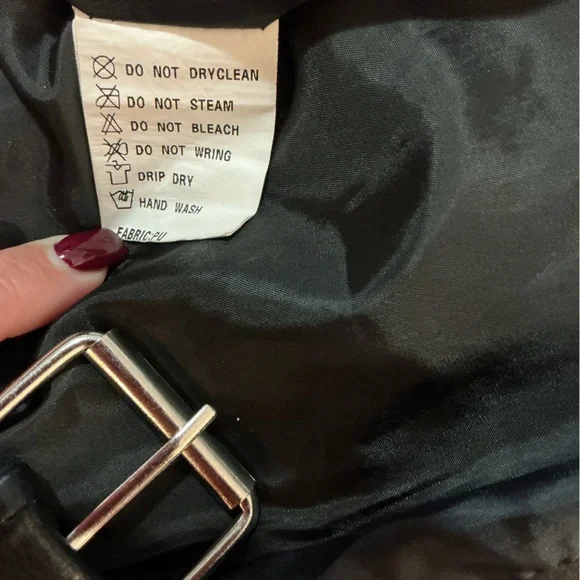 DO NOT DRYCLEAN
DO NOT STEAM
DO NOT BLEACH
DO NOT WRING
DRIP DRY
HAND WASH
FABRIC:PU